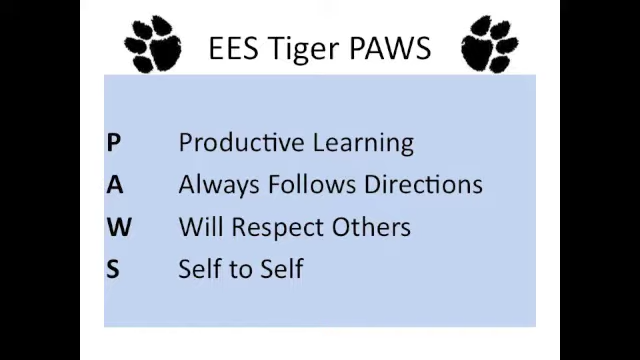 EES Tiger PAWS
P Productive Learning
A Always Follows Directions
W Will Respect Others
S Self to Self